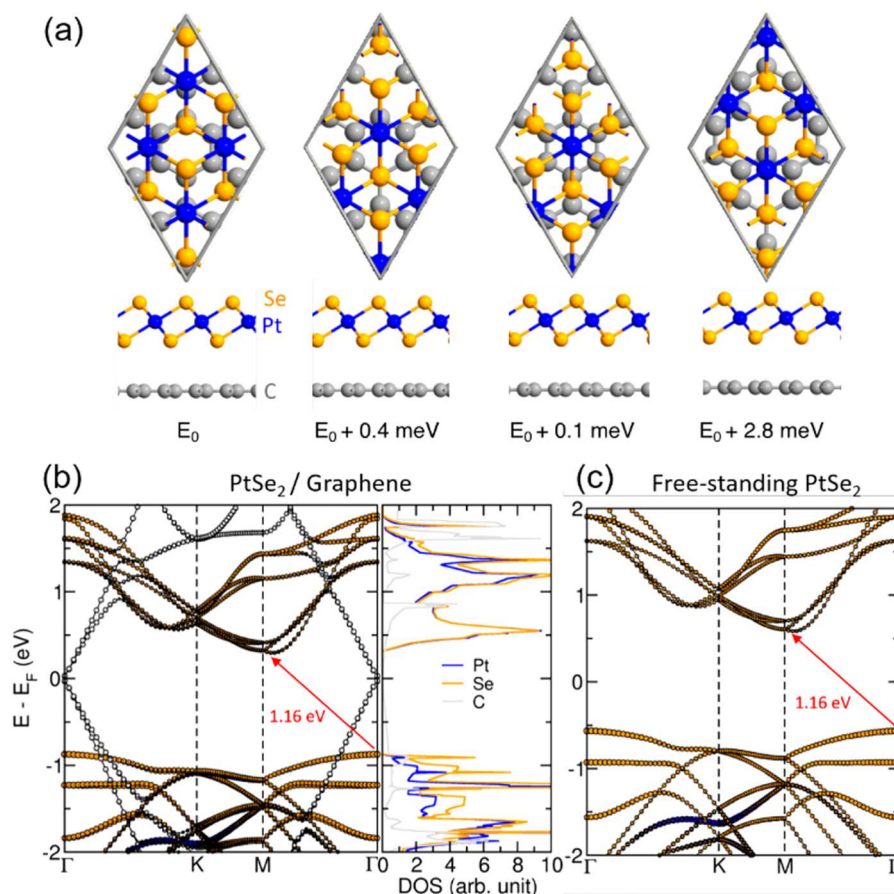 (a)
Se
Pt
C
E₀
E₀ + 0.4 meV
E₀ + 0.1 meV
E₀ + 2.8 meV
(b)
PtSe₂ / Graphene
(c)
Free-standing PtSe₂
E - E_F (eV)
2
1
0
-1
-2
1.16 eV
Γ
K
M
Γ
Pt
Se
C
0 2 4 6 8 10
DOS (arb. unit)
2
1
0
-1
-2
1.16 eV
Γ
K
M